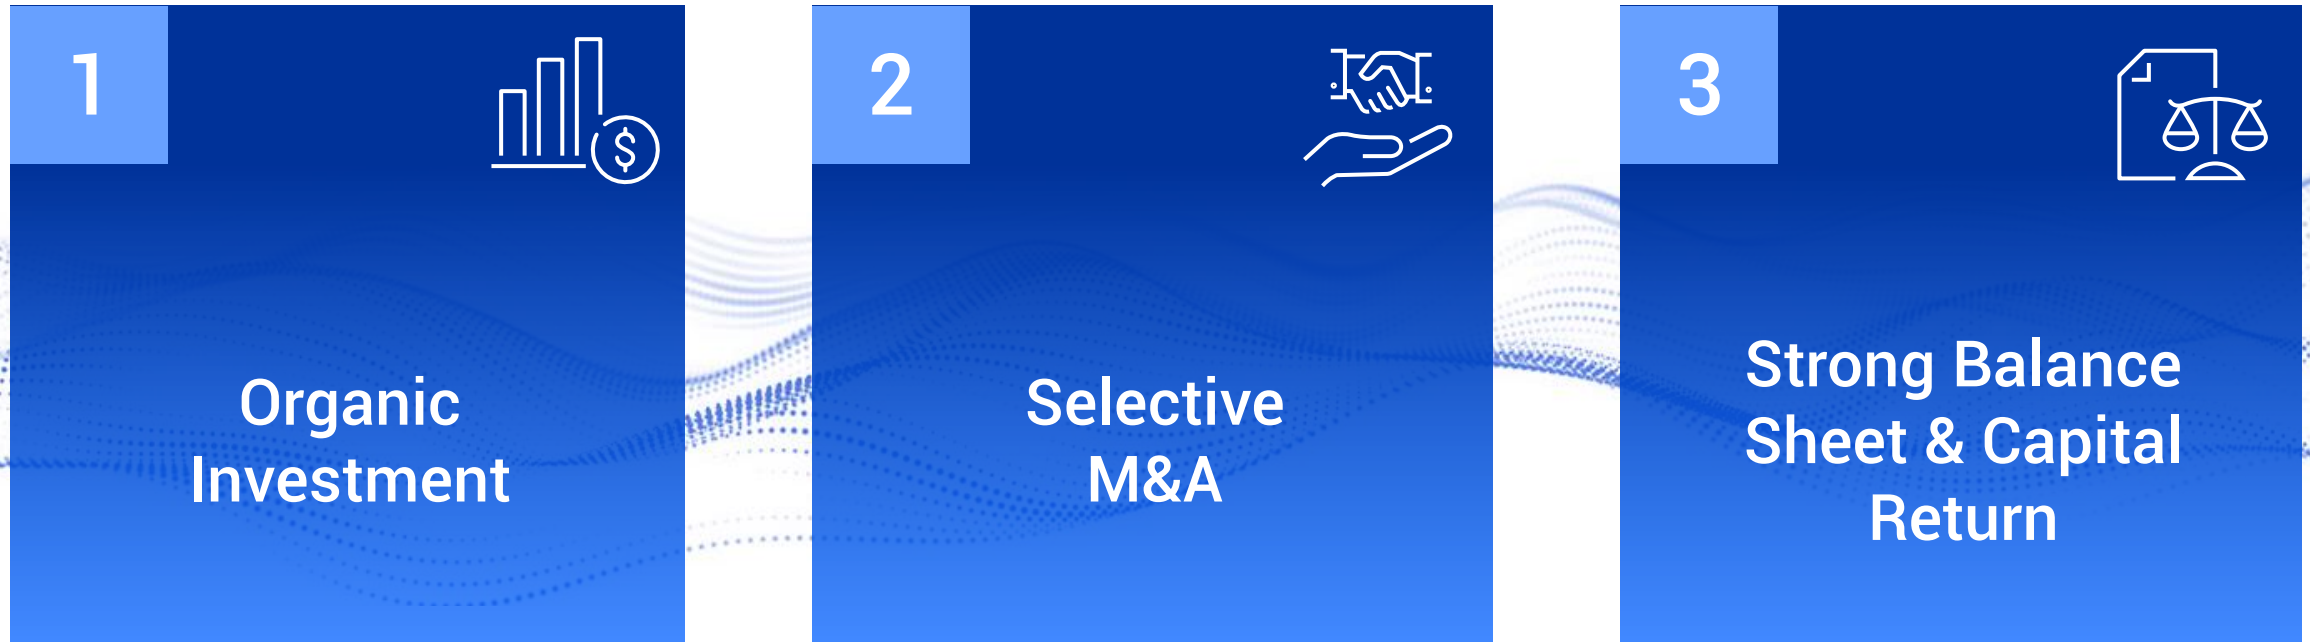 1
$
Organic
Investment
2
Selective
M&A
3
Strong Balance
Sheet & Capital
Return